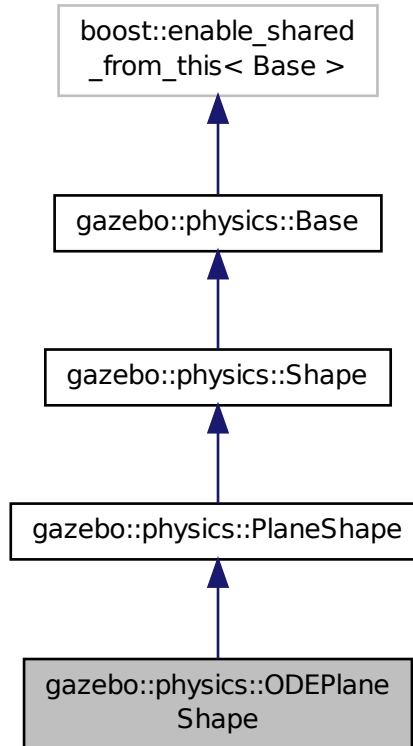 boost::enable_shared
_from_this< Base >
gazebo::physics::Base
gazebo::physics::Shape
gazebo::physics::PlaneShape
gazebo::physics::ODEPlane
Shape